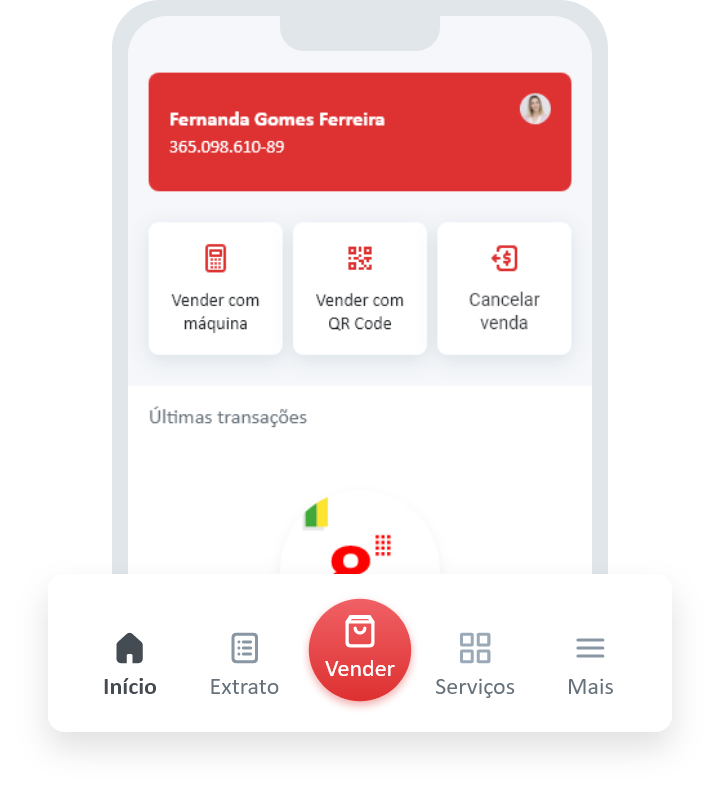 Fernanda Gomes Ferreira
365.098.610-89
Vender com
máquina
Vender com
QR Code
Cancelar
venda
Últimas transações
Início
Extrato
Vender
Serviços
Mais